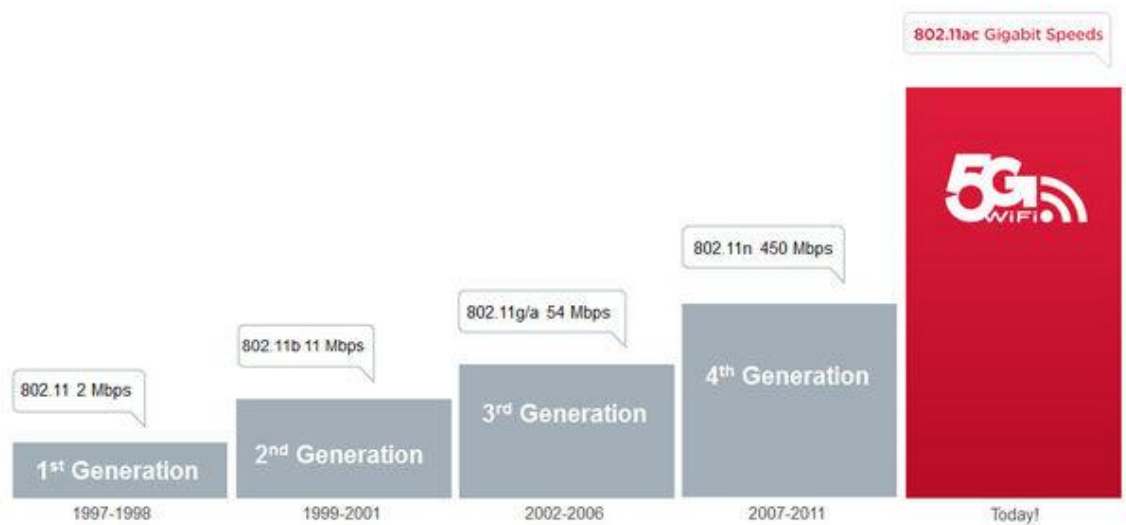 802.11ac Gigabit Speeds
5G
WiFi
802.11n 450 Mbps
802.11g/a 54 Mbps
802.11b 11 Mbps
802.11 2 Mbps
4th Generation
3rd Generation
2nd Generation
1st Generation
1997-1998
1999-2001
2002-2006
2007-2011
Today!